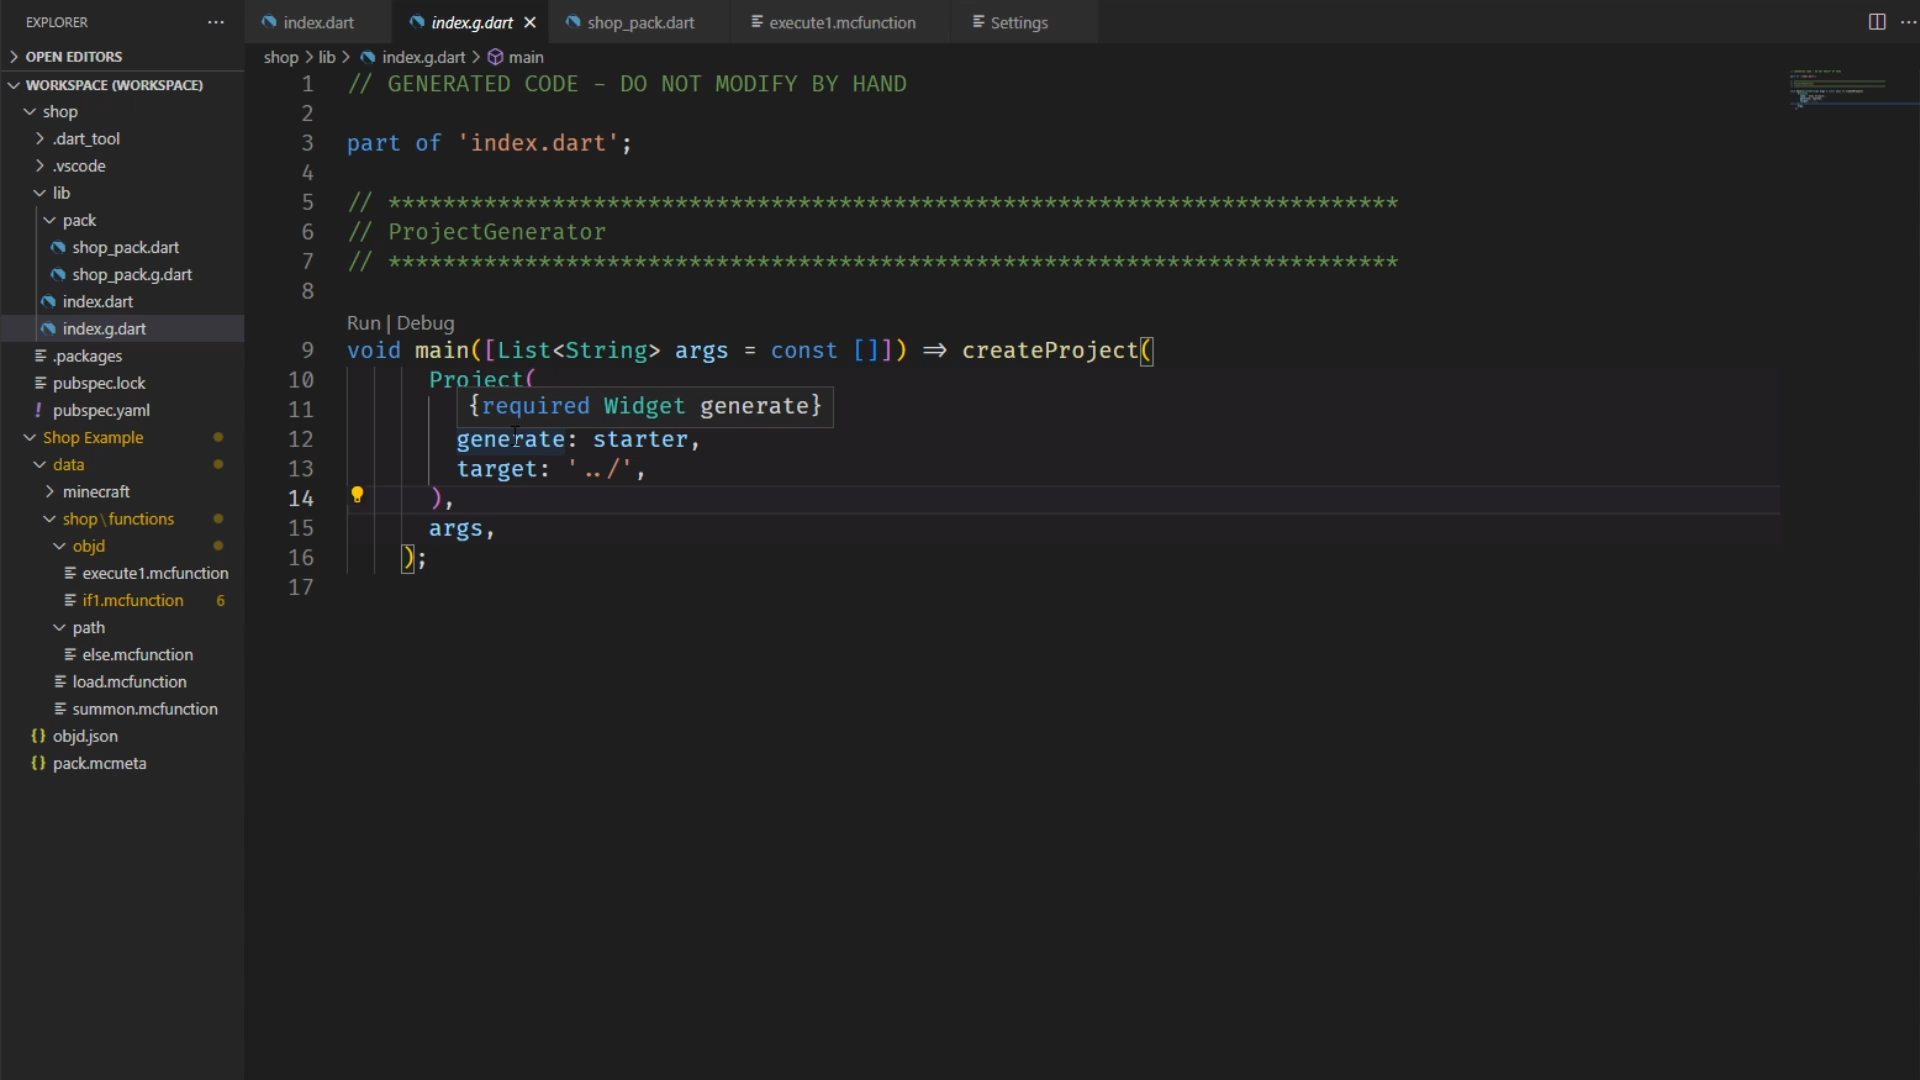 EXPLORER
···
index.dart
index.g.dart
shop_pack.dart
execute1.mcfunction
Settings
···
OPEN EDITORS
WORKSPACE (WORKSPACE)
shop
.dart_tool
.vscode
lib
pack
shop_pack.dart
shop_pack.g.dart
index.dart
index.g.dart
.packages
pubspec.lock
! pubspec.yaml
Shop Example
data
minecraft
shop\functions
objd
execute1.mcfunction
if1.mcfunction 6
path
else.mcfunction
load.mcfunction
summon.mcfunction
{} objd.json
{} pack.mcmeta
shop > lib > index.g.dart > main
1 // GENERATED CODE - DO NOT MODIFY BY HAND
2
3 part of 'index.dart';
4
5 // **************************************************************************
6 // ProjectGenerator
7 // **************************************************************************
8
Run | Debug
9 void main([List<String> args = const []]) => createProject(
10 Project(
11
{required Widget generate}
12 generate: starter,
13 target: '../',
14 ),
15 args,
16 );
17